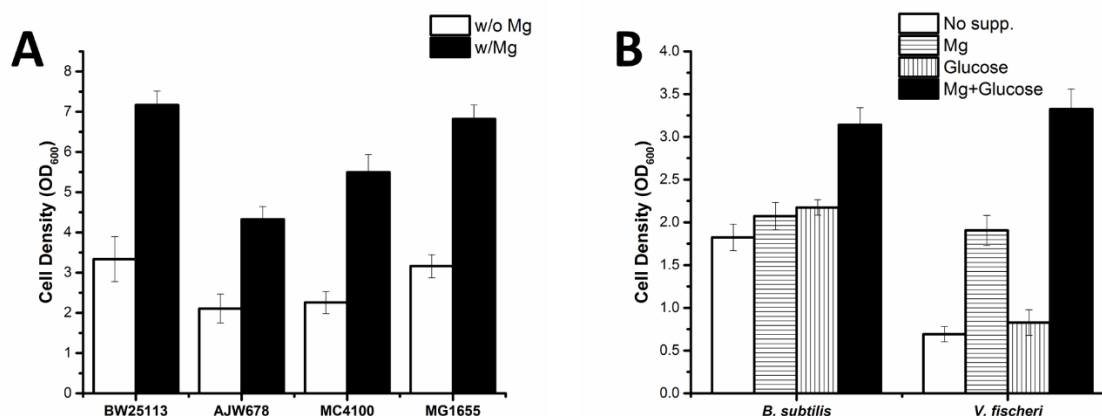 A
w/o Mg
w/Mg
Cell Density (OD600)
8
7
6
5
4
3
2
1
0
BW25113 AJW678 MC4100 MG1655
B
No supp.
Mg
Glucose
Mg+Glucose
Cell Density (OD600)
4.0
3.5
3.0
2.5
2.0
1.5
1.0
0.5
0.0
B. subtilis V. fischeri